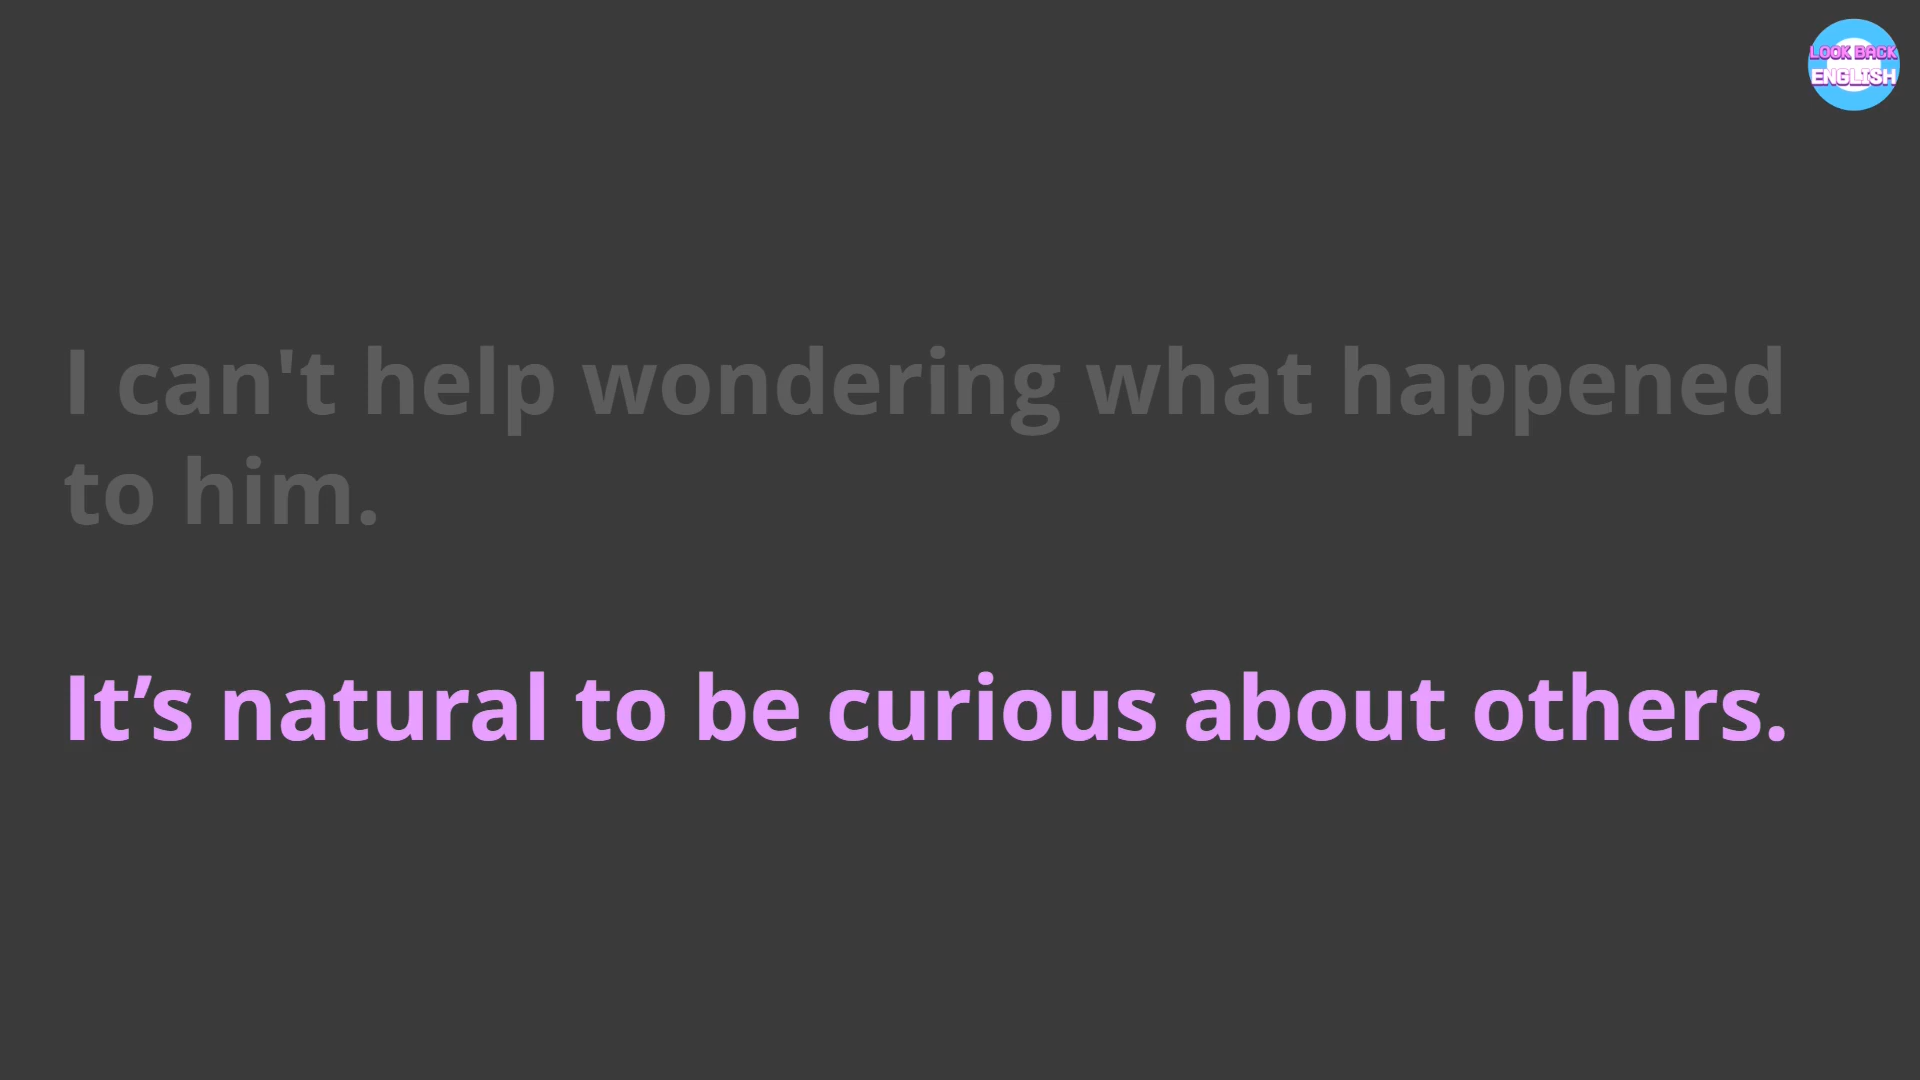 LOOK BACK
ENGLISH
I can't help wondering what happened
to him.
It’s natural to be curious about others.